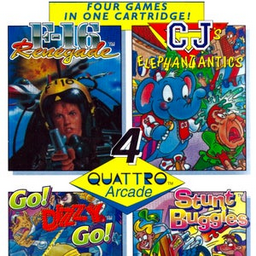 FOUR GAMES
IN ONE CARTRIDGE!
F-16
Renegade
CJ's
ELEPHANT ANTICS
4
QUATTRO
Arcade
Go!
DIZZY
Go!
Stunt
Buggies